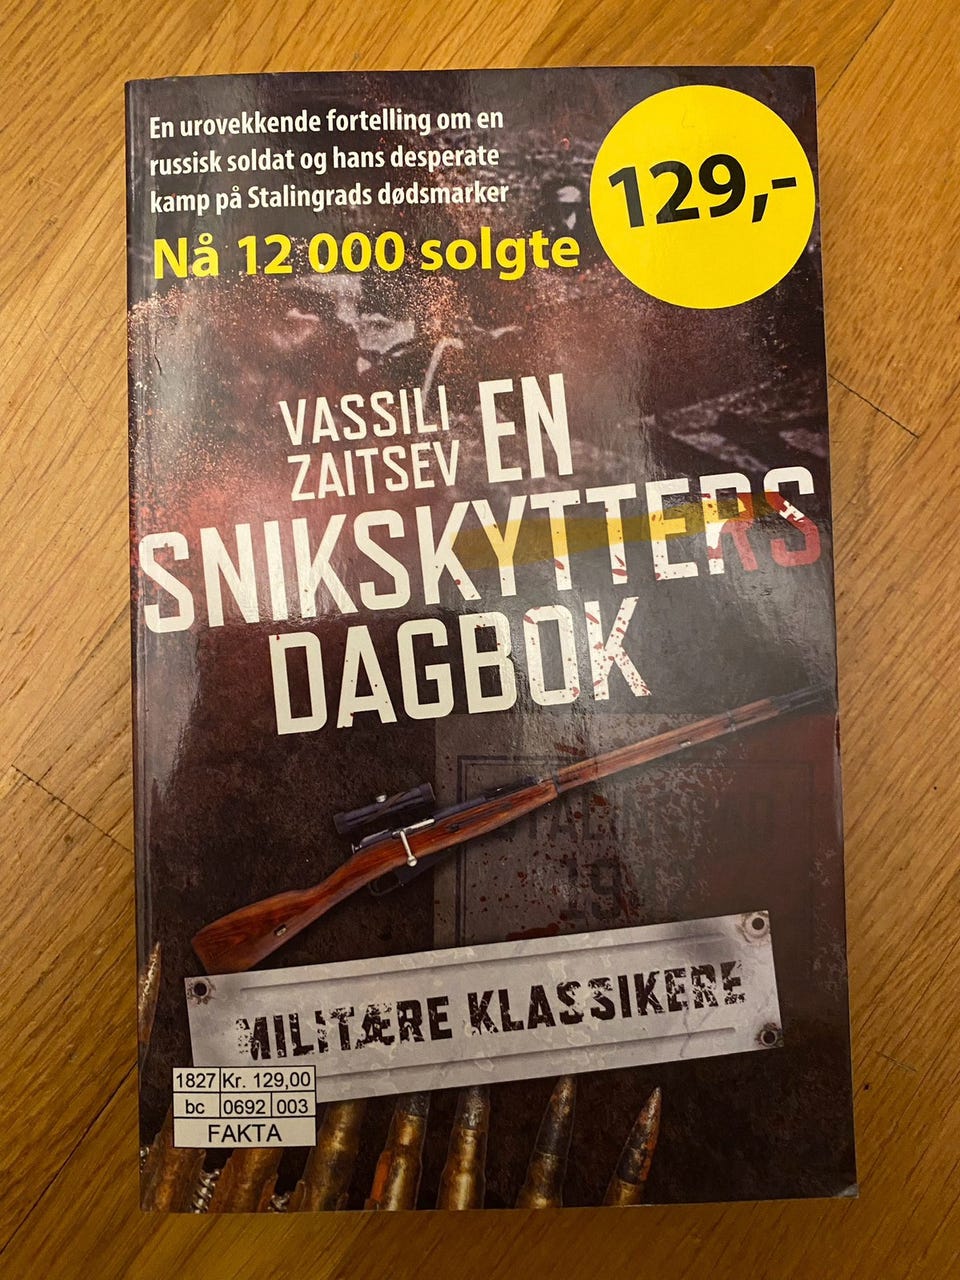 En urovekkende fortelling om en
russisk soldat og hans desperate
kamp på Stalingrads dødsmarker
Nå 12 000 solgte
129,-
VASSILI
ZAITSEV
EN
SNIKSKYTTERS
DAGBOK
STALINGRAD
MILITÆRE KLASSIKERE
1827 Kr. 129,00
bc 0692 003
FAKTA